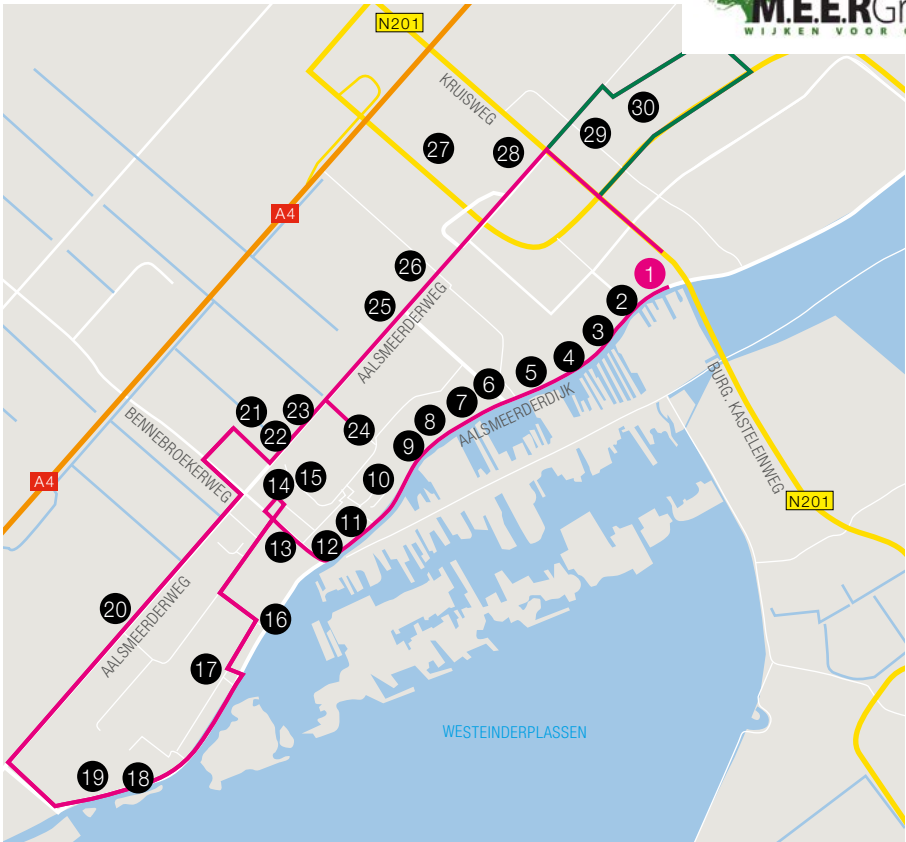 M.E.E.R
WIJKEN VOOR
N201
KRUISWEG
30
29
27
28
A4
1
26
2
25
3
AALSMEERDERWEG
4
5
6
BURG. KASTELEINWEG
7
AALSMEERDERDIJK
21
23
8
24
22
9
BENNEBROEKERWEG
15
A4
14
10
N201
11
13
12
20
AALSMEERDERWEG
16
17
WESTEINDERPLASSEN
19
18